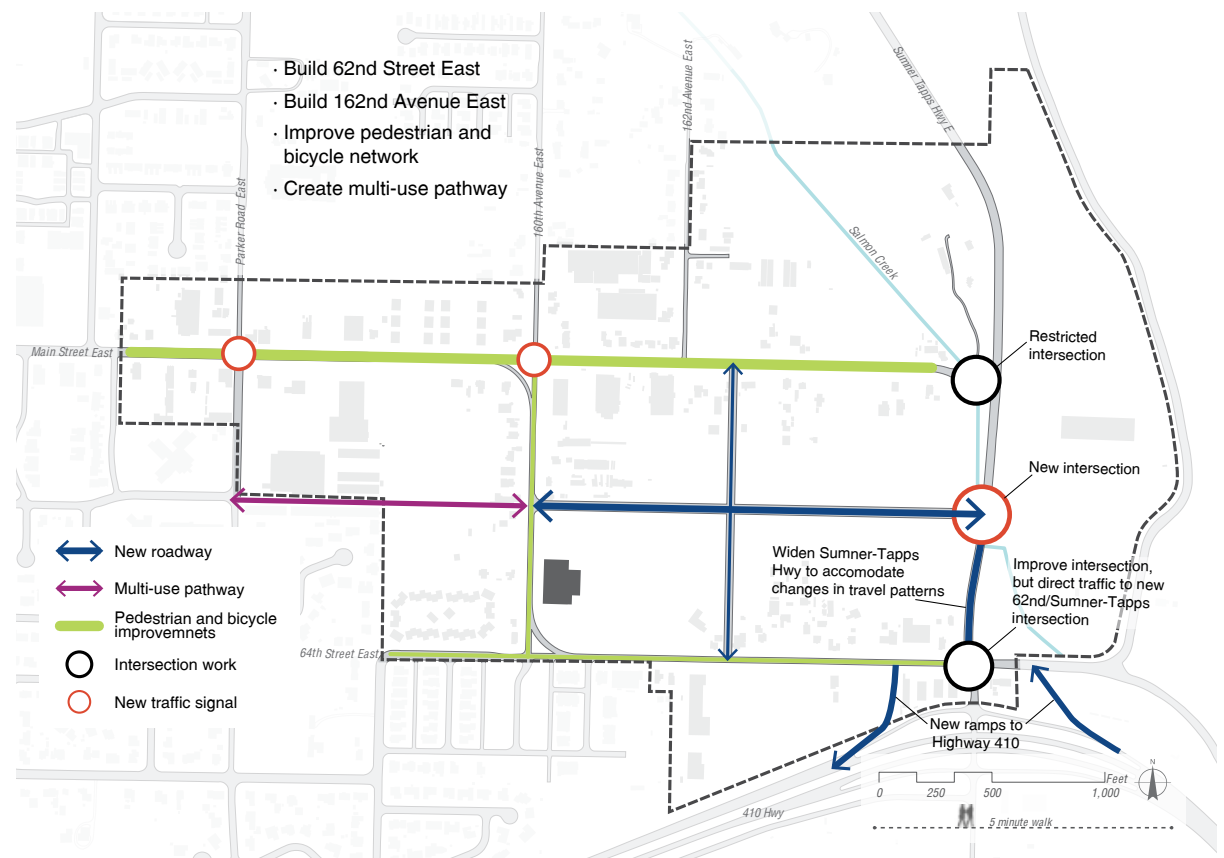 · Build 62nd Street East
· Build 162nd Avenue East
· Improve pedestrian and
bicycle network
· Create multi-use pathway
Parker Road East
160th Avenue East
162nd Avenue East
Sumner Tapps Hwy E
Salmon Creek
Main Street East
Restricted
intersection
New intersection
New roadway
Multi-use pathway
Pedestrian and bicycle
improvemnets
Intersection work
New traffic signal
Widen Sumner-Tapps
Hwy to accomodate
changes in travel patterns
Improve intersection,
but direct traffic to new
62nd/Sumner-Tapps
intersection
64th Street East
New ramps to
Highway 410
410 Hwy
N
Feet
0 250 500 1,000
5 minute walk